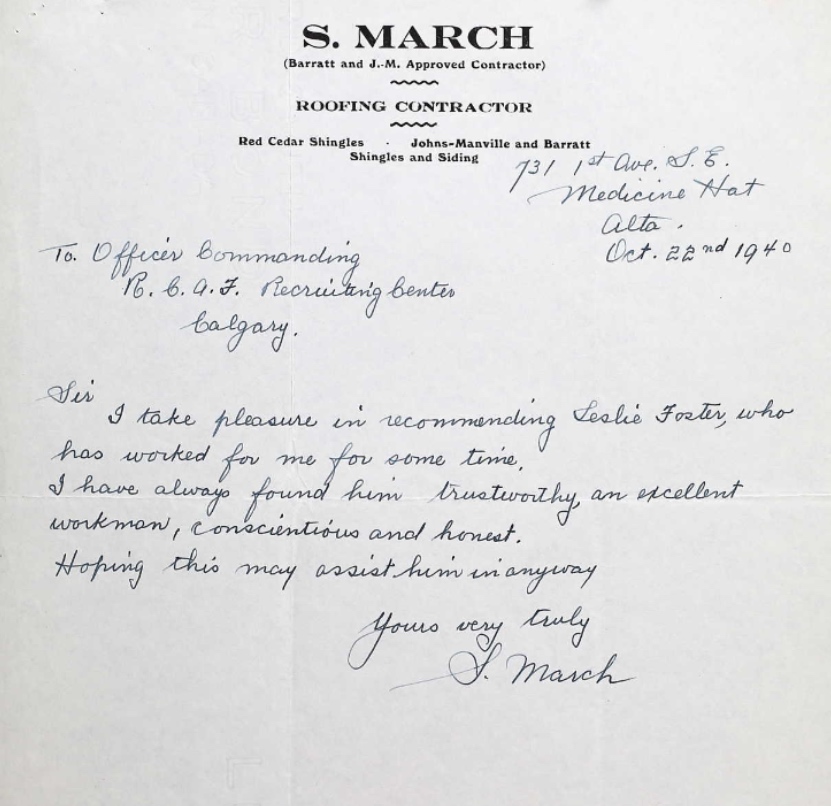 S. MARCH
(Barratt and J.-M. Approved Contractor)
ROOFING CONTRACTOR
Red Cedar Shingles · Johns-Manville and Barratt
Shingles and Siding
731 1st Ave. S. E.
Medicine Hat
Alta.
Oct. 22nd 1940
To. Officer Commanding
R. C. A. F. Recruiting Center
Calgary.
Sir
I take pleasure in recommending Leslie Foster, who
has worked for me for some time.
I have always found him trustworthy, an excellent
workman, conscientious and honest.
Hoping this may assist him in anyway
Yours very truly
S. March